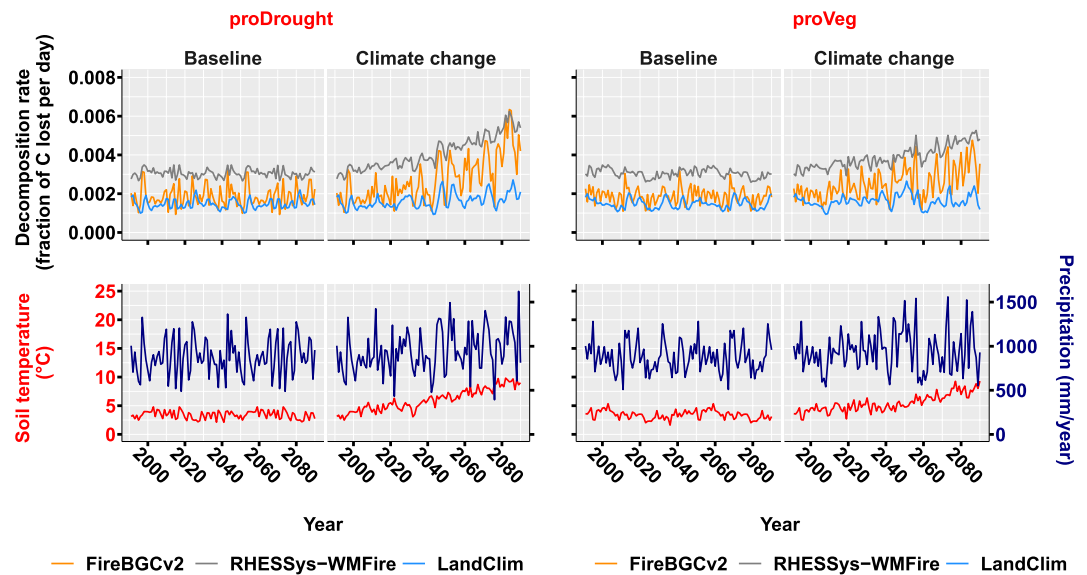 proDrought
proVeg
Baseline
Climate change
Baseline
Climate change
Decomposition rate
(fraction of C lost per day)
0.008
0.006
0.004
0.002
0.000
Soil temperature
(°C)
25
20
15
10
5
0
1500
1000
500
0
Precipitation (mm/year)
2000
2020
2040
2060
2080
2000
2020
2040
2060
2080
2000
2020
2040
2060
2080
2000
2020
2040
2060
2080
Year
Year
FireBGCv2 RHESSys−WMFire LandClim
FireBGCv2 RHESSys−WMFire LandClim